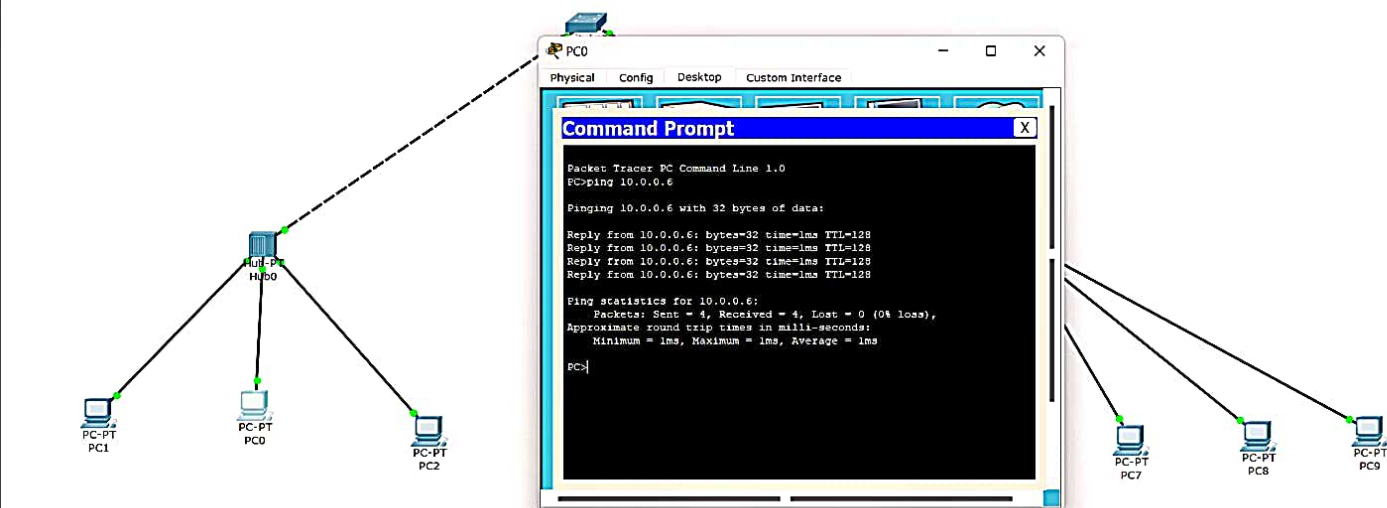 PC0
Physical Config Desktop Custom Interface
Command Prompt
X
Packet Tracer PC Command Line 1.0
PC>ping 10.0.0.6
Pinging 10.0.0.6 with 32 bytes of data:
Reply from 10.0.0.6: bytes=32 time=1ms TTL=128
Reply from 10.0.0.6: bytes=32 time=1ms TTL=128
Reply from 10.0.0.6: bytes=32 time=1ms TTL=128
Reply from 10.0.0.6: bytes=32 time=1ms TTL=128
Ping statistics for 10.0.0.6:
Packets: Sent = 4, Received = 4, Lost = 0 (0% loss),
Approximate round trip times in milli-seconds:
Minimum = 1ms, Maximum = 1ms, Average = 1ms
PC>
Hub-PT
Hub0
PC-PT
PC1
PC-PT
PC0
PC-PT
PC2
PC-PT
PC7
PC-PT
PC8
PC-PT
PC9